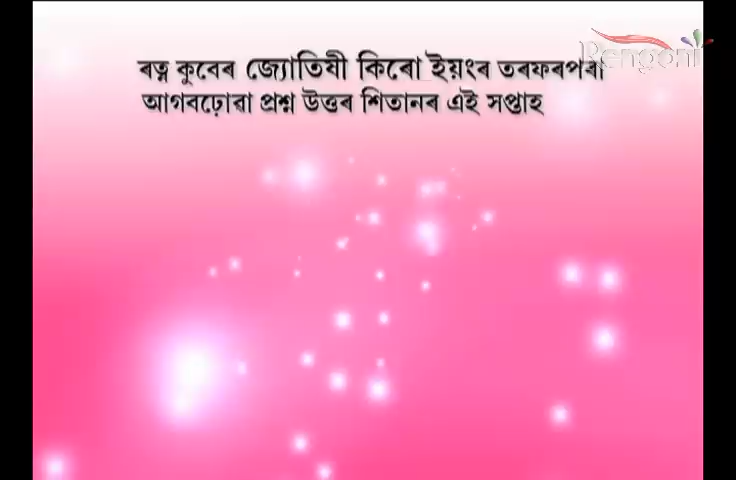 ৰত্ন কুবেৰ জ্যোতিষী কিৰো ইয়ংৰ তৰফৰপৰা
আগবঢ়োৱা প্ৰশ্ন উত্তৰ শিতানৰ এই সপ্তাহ
Rengoni